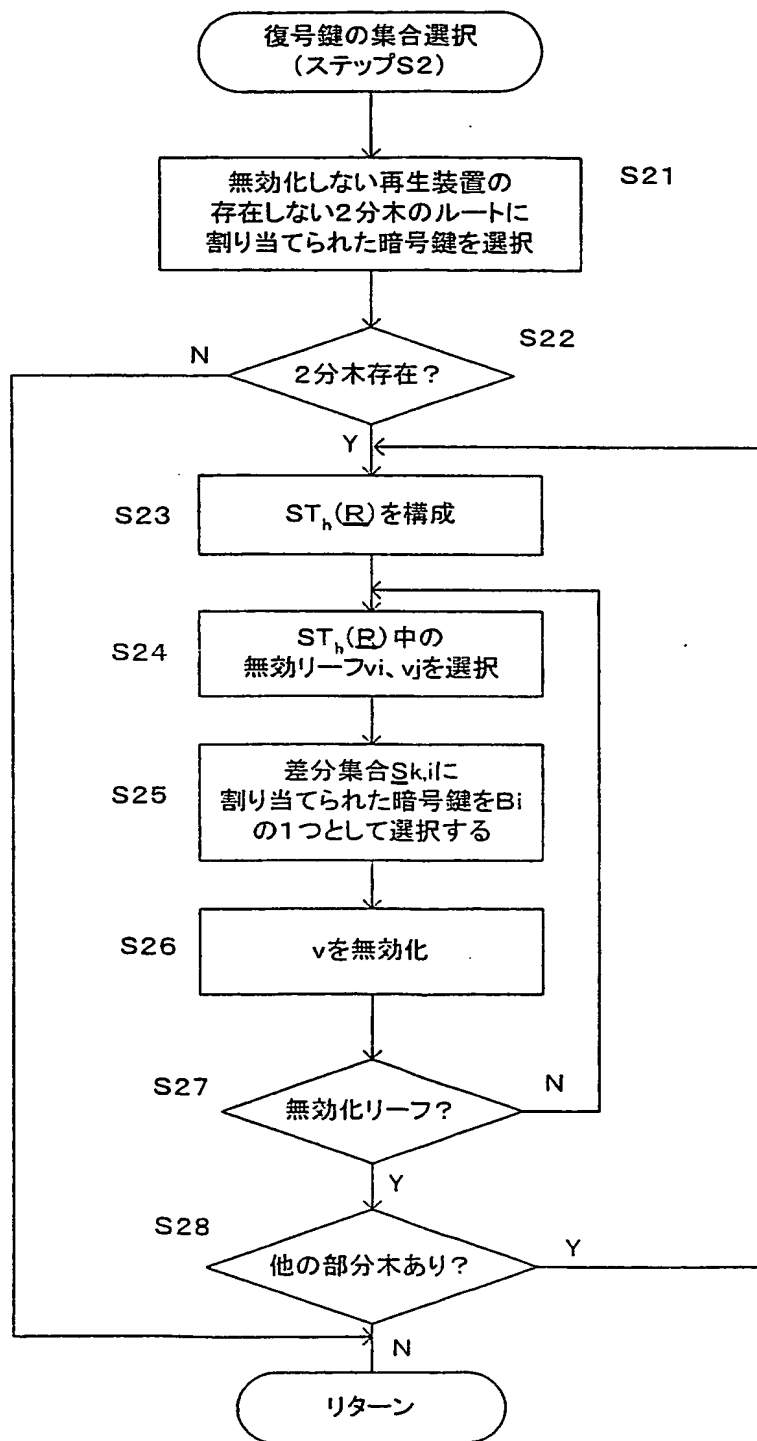 復号鍵の集合選択
(ステップS2)
S21
無効化しない再生装置の
存在しない2分木のルートに
割り当てられた暗号鍵を選択
S22
N
2分木存在?
Y
S23
ST_h(R)を構成
S24
ST_h(R)中の
無効リーフvi、vjを選択
S25
差分集合Sk,iに
割り当てられた暗号鍵をBi
の1つとして選択する
S26
vを無効化
S27
無効化リーフ?
N
Y
S28
他の部分木あり?
Y
N
リターン